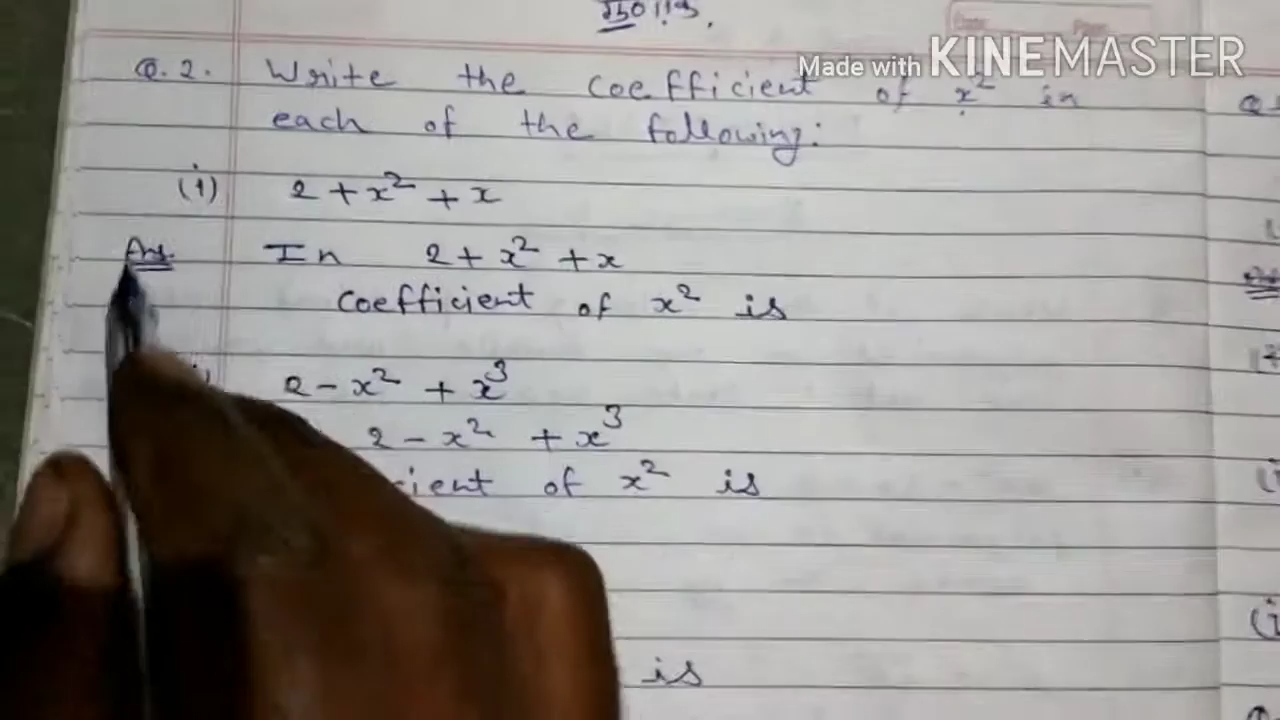 Made with KINEMASTER
Q.2. Write the coefficient of x² in
each of the following:
(i) 2 + x² + x
Ans. In 2 + x² + x
coefficient of x² is
2 - x² + x³
2 - x² + x³
cient of x² is
is